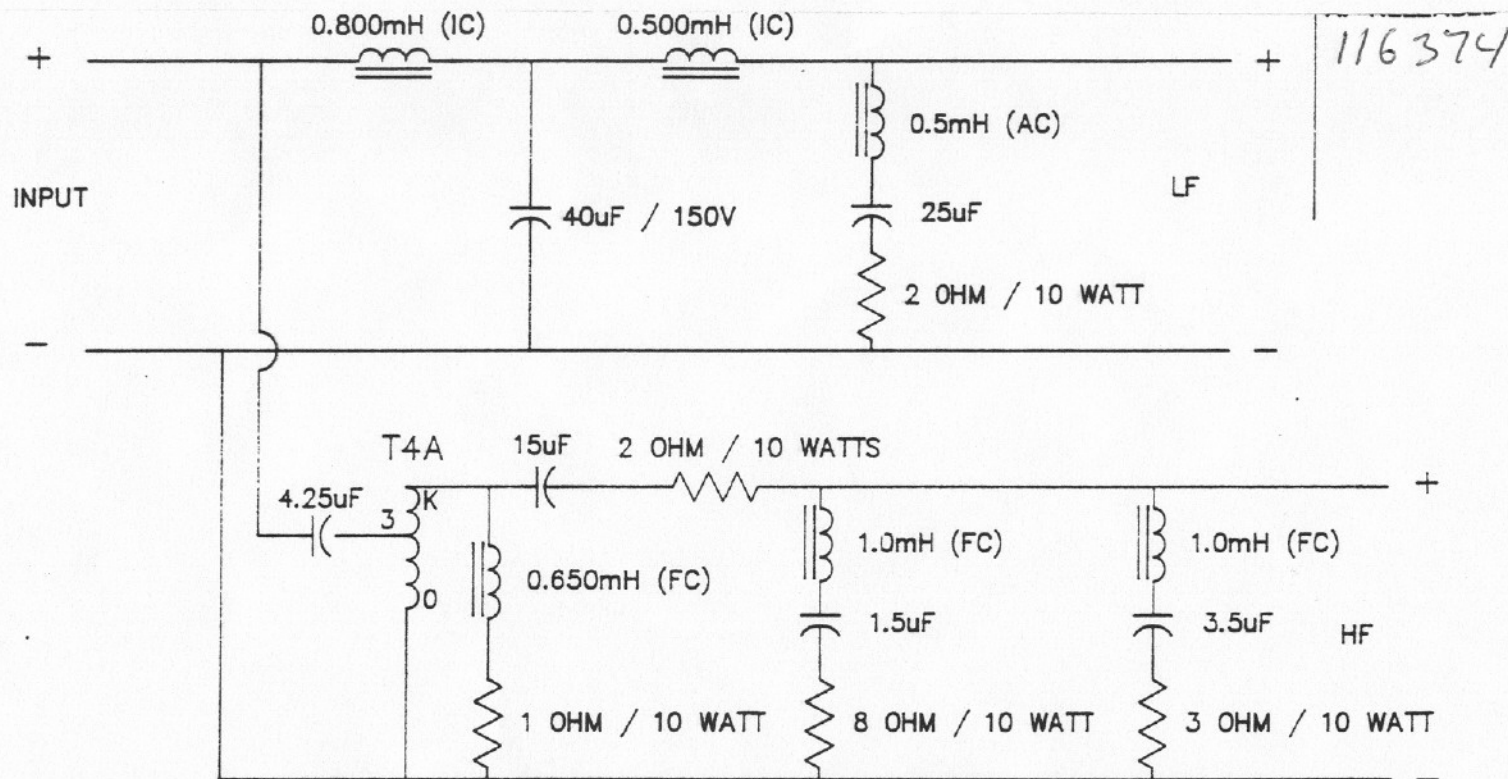 0.800mH (IC)
0.500mH (IC)
116374
+
+
0.5mH (AC)
INPUT
LF
40uF / 150V
25uF
2 OHM / 10 WATT
−
−
T4A
15uF
2 OHM / 10 WATTS
+
4.25uF
K
3
1.0mH (FC)
1.0mH (FC)
0.650mH (FC)
0
1.5uF
3.5uF
HF
1 OHM / 10 WATT
8 OHM / 10 WATT
3 OHM / 10 WATT
−